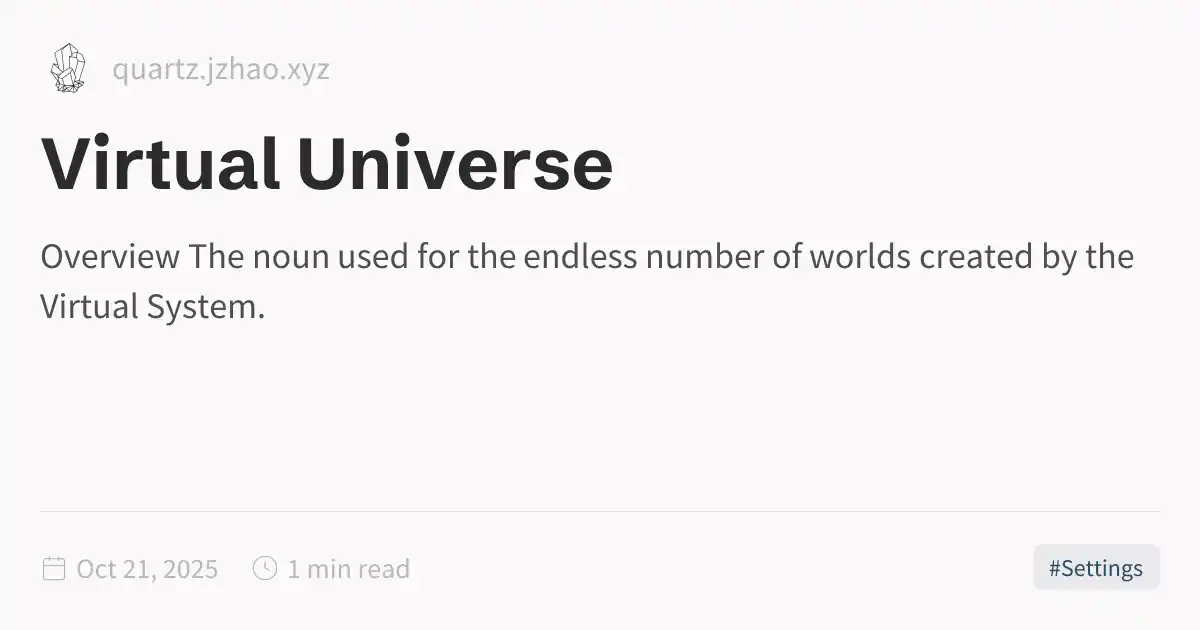 quartz.jzhao.xyz
Virtual Universe
Overview The noun used for the endless number of worlds created by the
Virtual System.
Oct 21, 2025
1 min read
#Settings